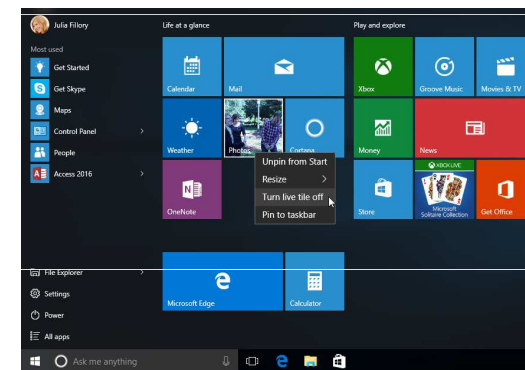 Julia Fillory
Most used
Get Started
Get Skype
Maps
Control Panel
People
Access 2016
File Explorer
Settings
Power
All apps
Ask me anything
Life at a glance
Calendar
Mail
Weather
Photos
Cortana
OneNote
Microsoft Edge
Calculator
Unpin from Start
Resize
Turn live tile off
Pin to taskbar
Play and explore
Xbox
Groove Music
Movies & TV
Money
News
Store
XBOX LIVE
Microsoft
Solitaire Collection
Get Office